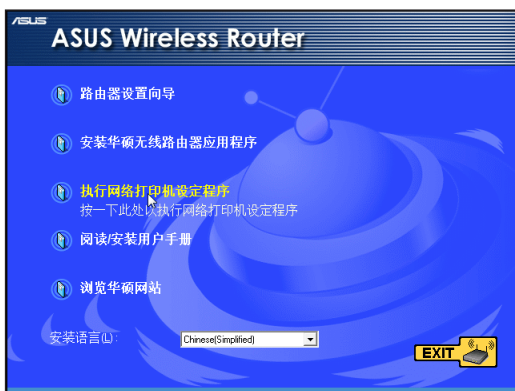 ASUS
ASUS Wireless Router
路由器设置向导
安装华硕无线路由器应用程序
执行网络打印机设定程序
按一下此处以执行网络打印机设定程序
阅读/安装用户手册
浏览华硕网站
安装语言(L):
Chinese(Simplified)
EXIT